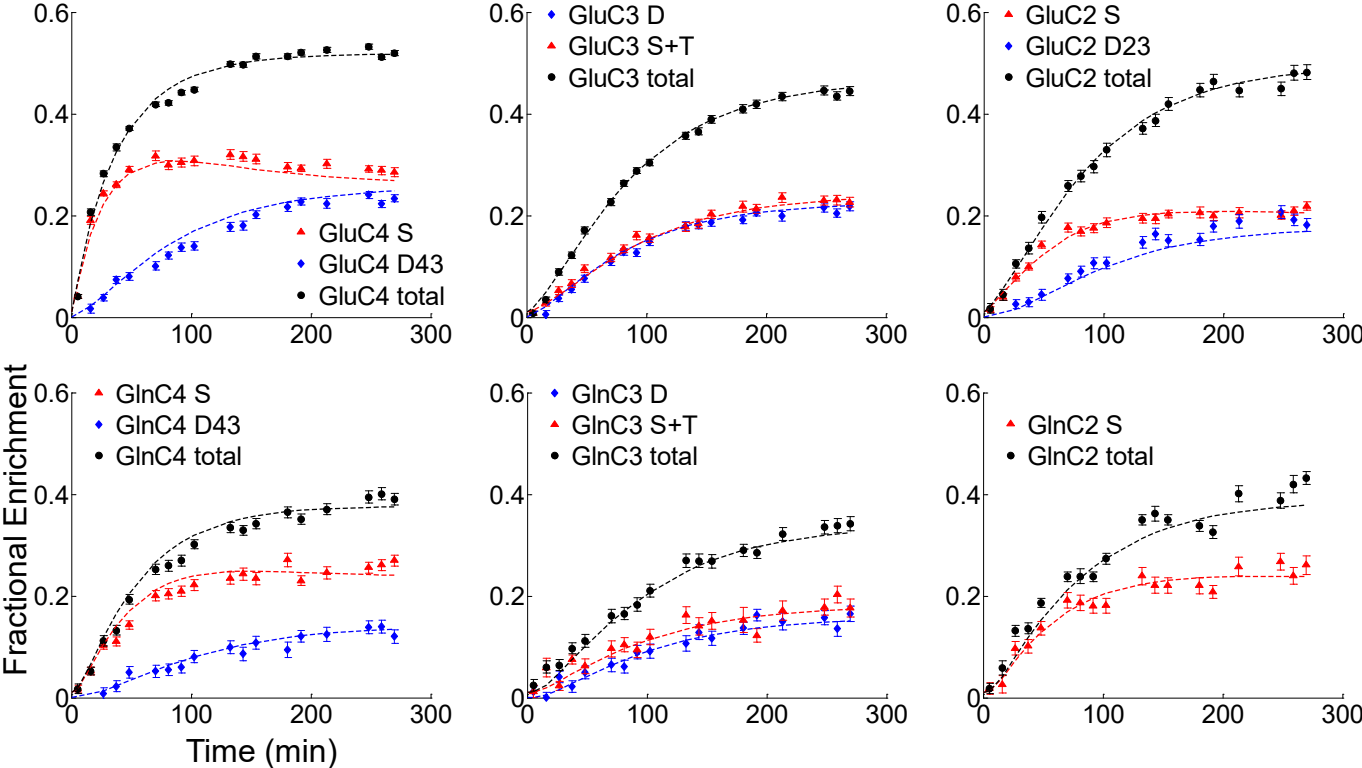 0.6
0.4
0.2
0
0
100
200
300
GluC4 S
GluC4 D43
GluC4 total
0.6
0.4
0.2
0
0
100
200
300
GluC3 D
GluC3 S+T
GluC3 total
0.6
0.4
0.2
0
0
100
200
300
GluC2 S
GluC2 D23
GluC2 total
Fractional Enrichment
0.6
0.4
0.2
0
0
100
200
300
GlnC4 S
GlnC4 D43
GlnC4 total
Time (min)
0.6
0.4
0.2
0
0
100
200
300
GlnC3 D
GlnC3 S+T
GlnC3 total
0.6
0.4
0.2
0
0
100
200
300
GlnC2 S
GlnC2 total